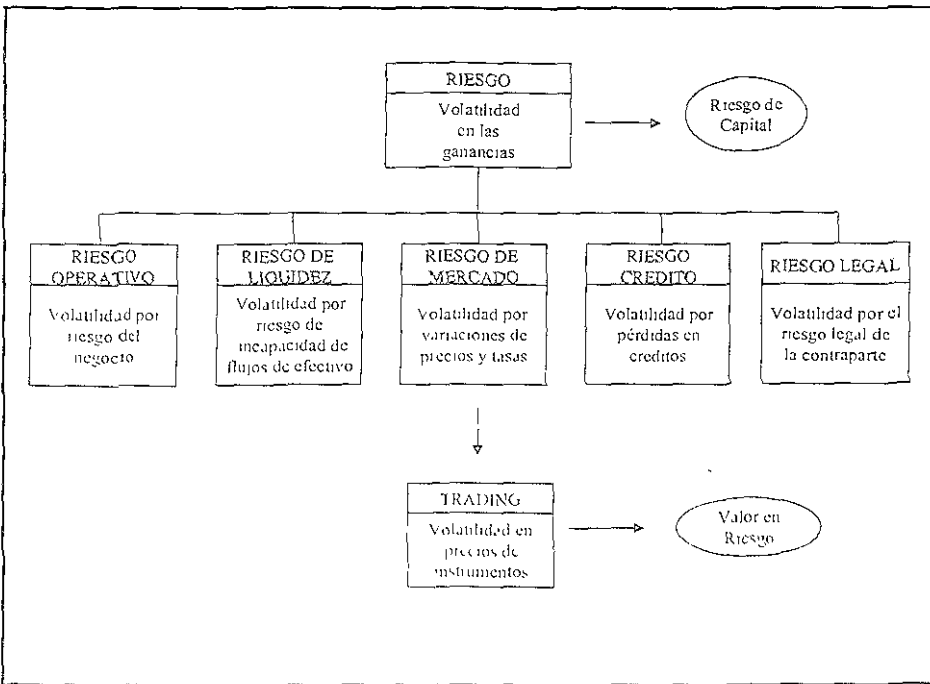 RIESGO
Volatilidad
en las
ganancias
Riesgo de
Capital
RIESGO
OPERATIVO
Volatilidad por
riesgo del
negocio
RIESGO DE
LIQUIDEZ
Volatilidad por
riesgo de
incapacidad de
flujos de efectivo
RIESGO DE
MERCADO
Volatilidad por
variaciones de
precios y tasas
RIESGO
CREDITO
Volatilidad por
pérdidas en
creditos
RIESGO LEGAL
Volatilidad por el
riesgo legal de
la contraparte
TRADING
Volatilidad en
precios de
instrumentos
Valor en
Riesgo